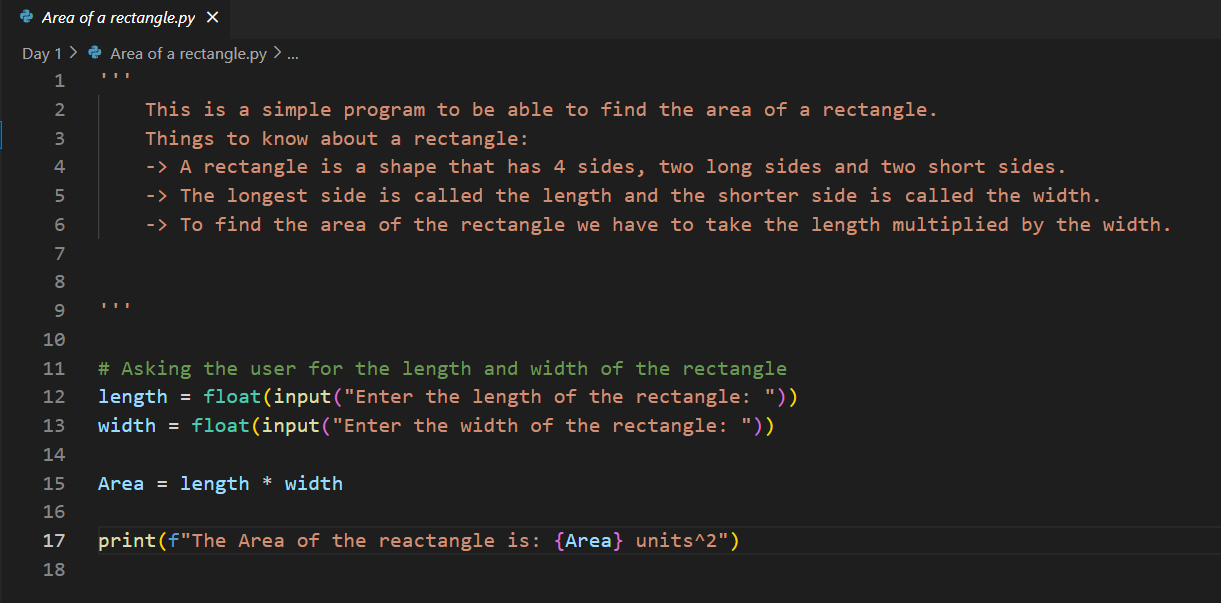 Area of a rectangle.py ×
Day 1 > Area of a rectangle.py > ...
1 '''
2 This is a simple program to be able to find the area of a rectangle.
3 Things to know about a rectangle:
4 -> A rectangle is a shape that has 4 sides, two long sides and two short sides.
5 -> The longest side is called the length and the shorter side is called the width.
6 -> To find the area of the rectangle we have to take the length multiplied by the width.
7
8
9 '''
10
11 # Asking the user for the length and width of the rectangle
12 length = float(input("Enter the length of the rectangle: "))
13 width = float(input("Enter the width of the rectangle: "))
14
15 Area = length * width
16
17 print(f"The Area of the reactangle is: {Area} units^2")
18